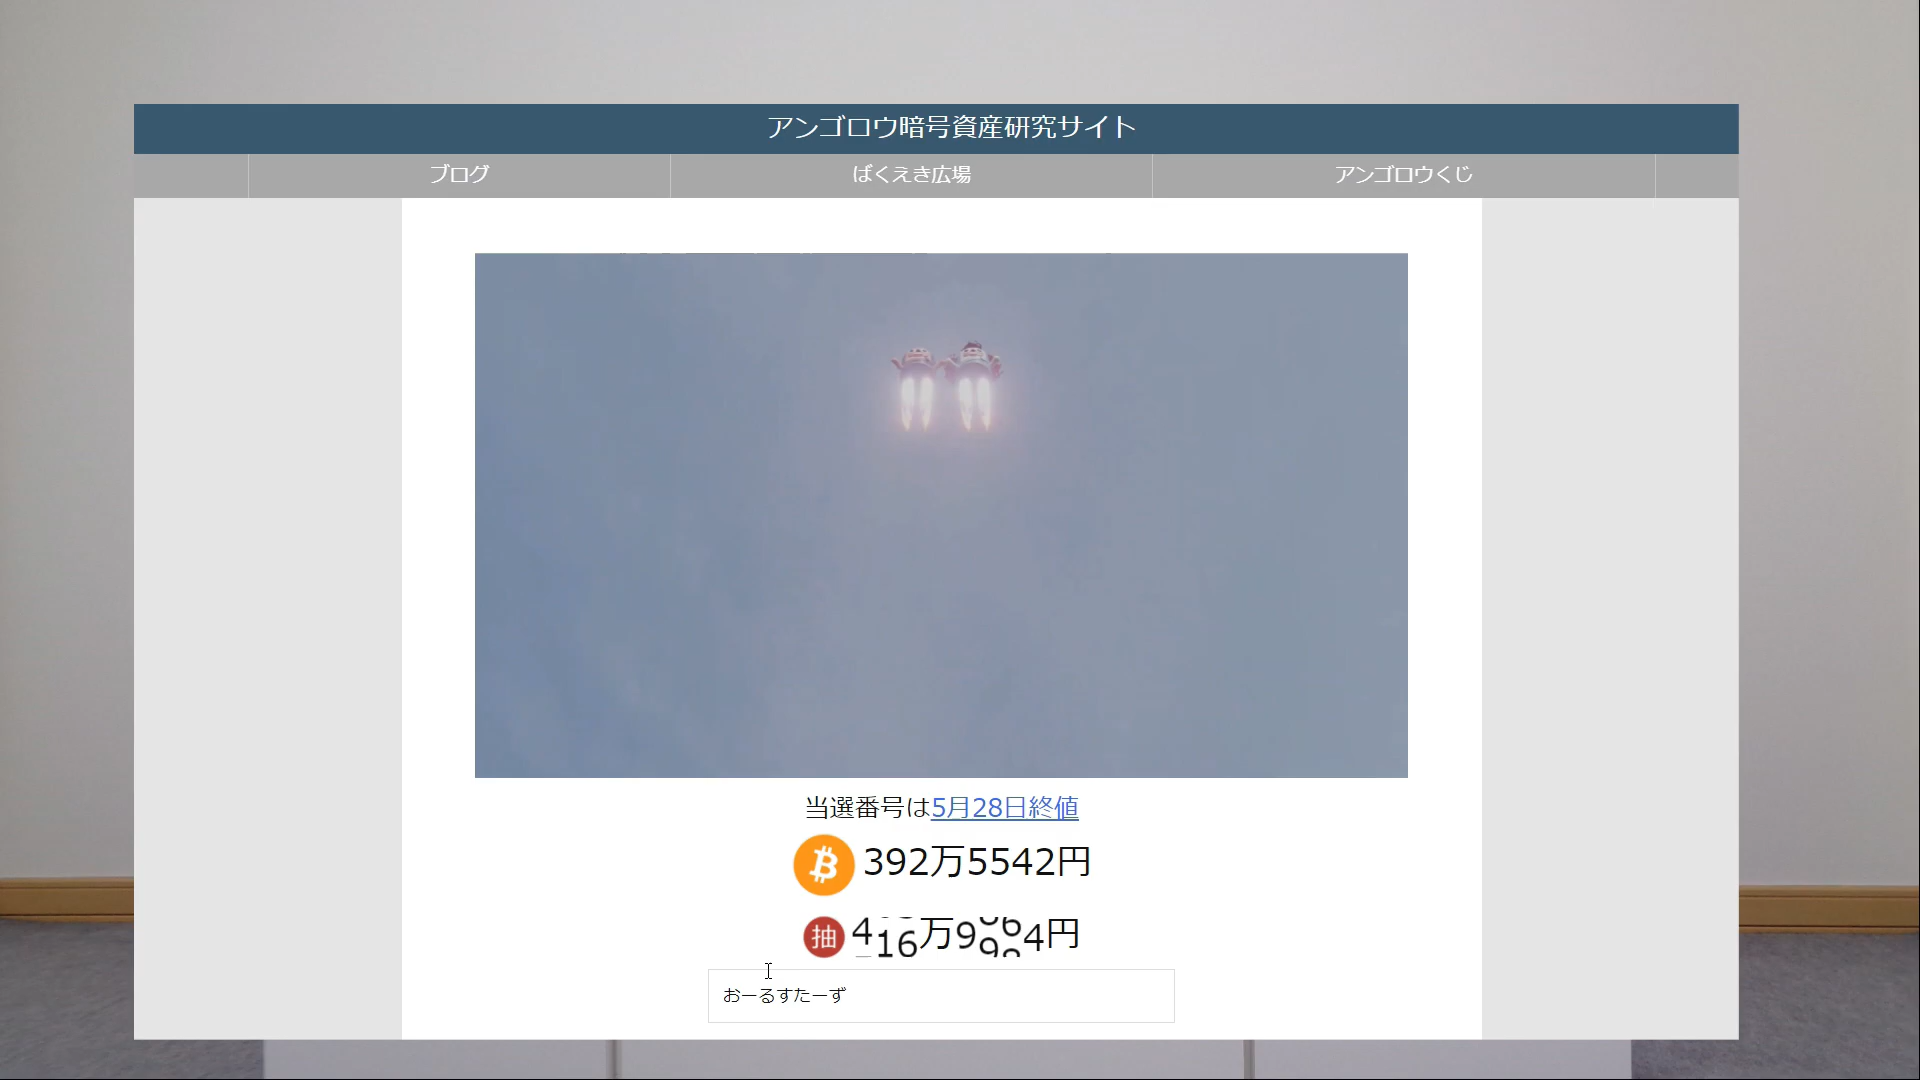 アンゴロウ暗号資産研究サイト
ブログ
ばくえき広場
アンゴロウくじ
当選番号は5月28日終値
392万5542円
抽
おーるすたーず